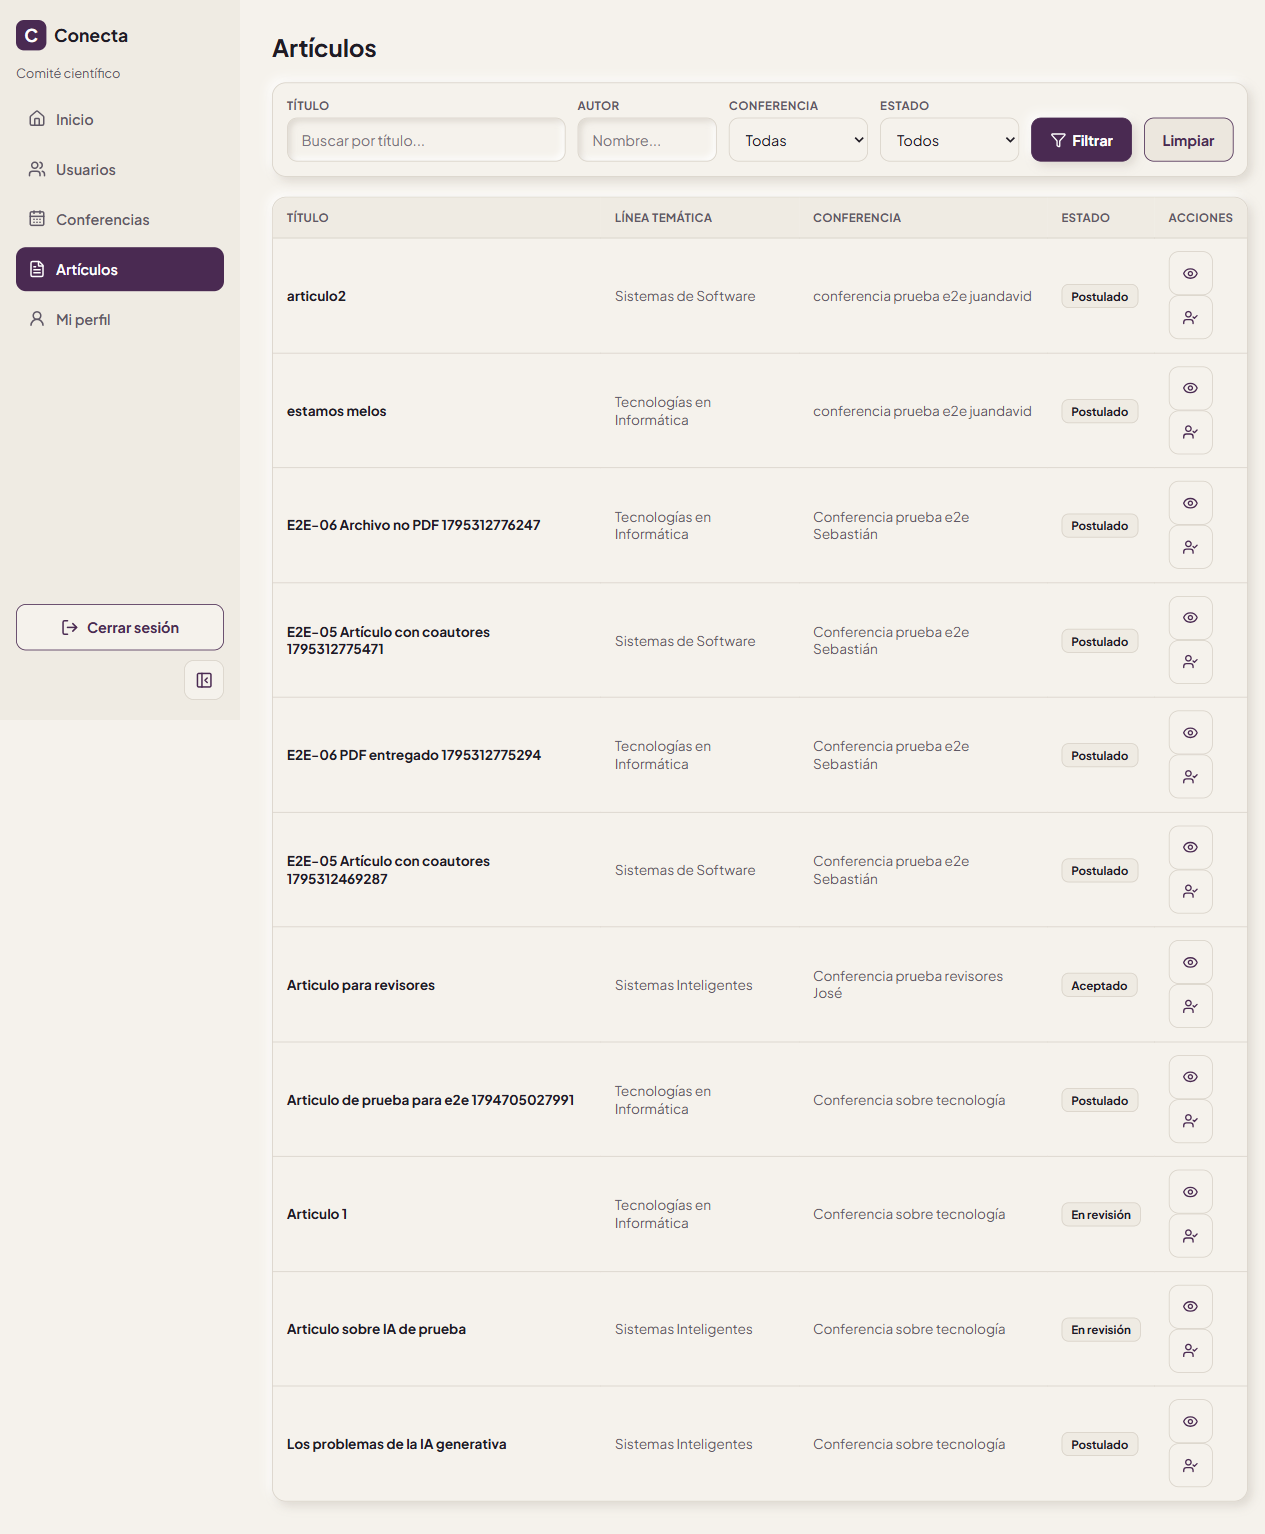 C Conecta
Comité científico
Inicio
Usuarios
Conferencias
Artículos
Mi perfil
Cerrar sesión
Artículos
TÍTULO AUTOR CONFERENCIA ESTADO
Buscar por título... Nombre... Todas Todos Filtrar Limpiar
TÍTULO LÍNEA TEMÁTICA CONFERENCIA ESTADO ACCIONES
articulo2 Sistemas de Software conferencia prueba e2e juandavid Postulado
estamos melos Tecnologías en Informática conferencia prueba e2e juandavid Postulado
E2E-06 Archivo no PDF 1795312776247 Tecnologías en Informática Conferencia prueba e2e Sebastián Postulado
E2E-05 Artículo con coautores 1795312775471 Sistemas de Software Conferencia prueba e2e Sebastián Postulado
E2E-06 PDF entregado 1795312775294 Tecnologías en Informática Conferencia prueba e2e Sebastián Postulado
E2E-05 Artículo con coautores 1795312469287 Sistemas de Software Conferencia prueba e2e Sebastián Postulado
Articulo para revisores Sistemas Inteligentes Conferencia prueba revisores José Aceptado
Articulo de prueba para e2e 1794705027991 Tecnologías en Informática Conferencia sobre tecnología Postulado
Articulo 1 Tecnologías en Informática Conferencia sobre tecnología En revisión
Articulo sobre IA de prueba Sistemas Inteligentes Conferencia sobre tecnología En revisión
Los problemas de la IA generativa Sistemas Inteligentes Conferencia sobre tecnología Postulado